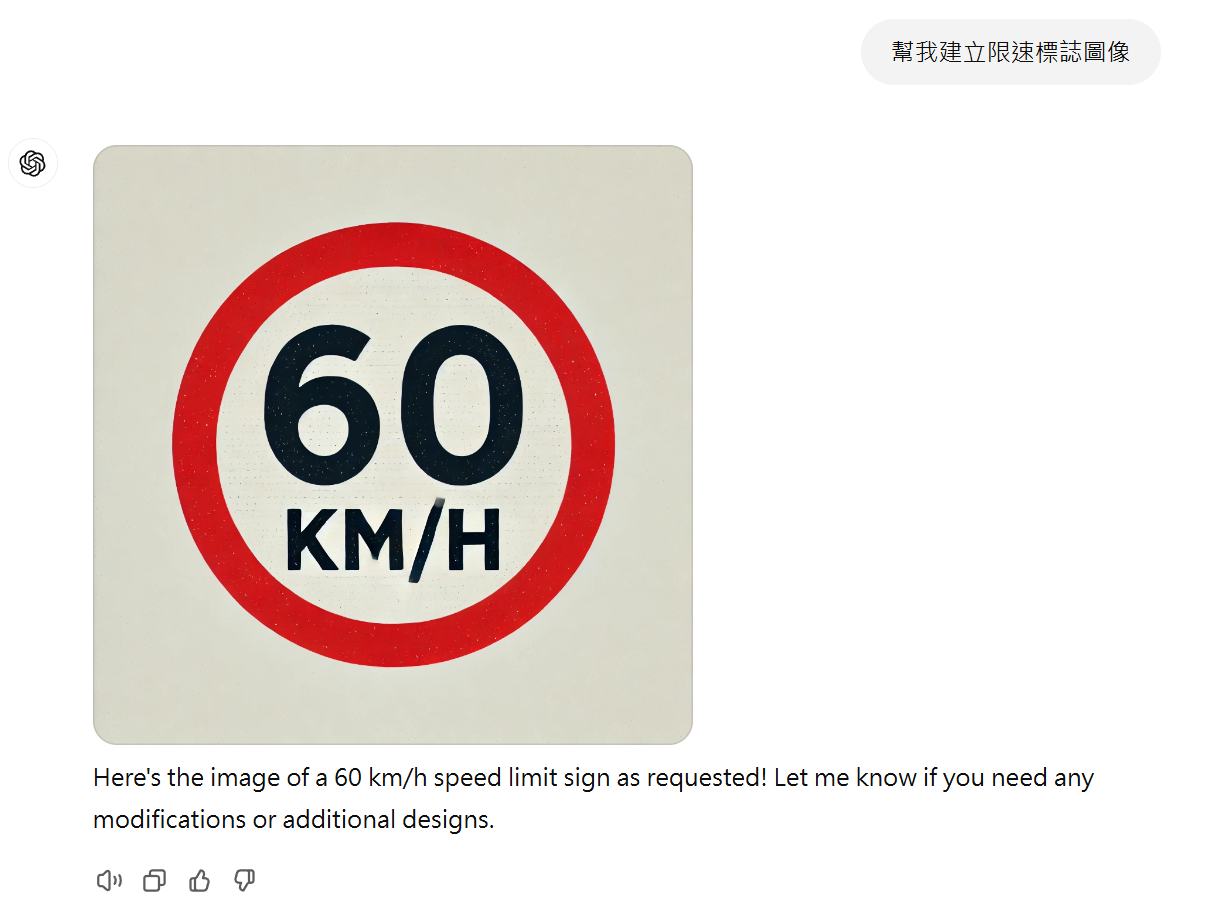 幫我建立限速標誌圖像
60
KM/H
Here's the image of a 60 km/h speed limit sign as requested! Let me know if you need any
modifications or additional designs.